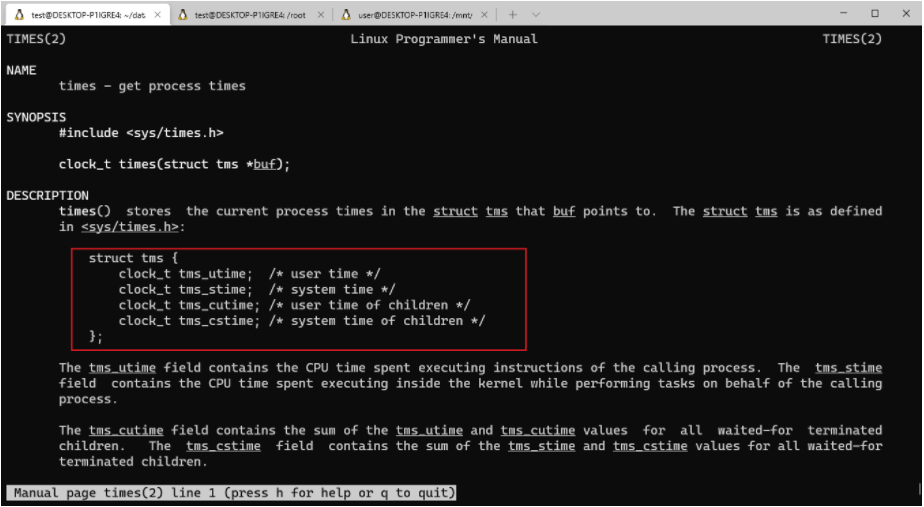 test@DESKTOP-P1IGRE4: ~/dat
test@DESKTOP-P1IGRE4: /root
user@DESKTOP-P1IGRE4: /mnt/
TIMES(2) Linux Programmer's Manual TIMES(2)
NAME
times - get process times
SYNOPSIS
#include <sys/times.h>
clock_t times(struct tms *buf);
DESCRIPTION
times() stores the current process times in the struct tms that buf points to. The struct tms is as defined
in <sys/times.h>:
struct tms {
clock_t tms_utime; /* user time */
clock_t tms_stime; /* system time */
clock_t tms_cutime; /* user time of children */
clock_t tms_cstime; /* system time of children */
};
The tms_utime field contains the CPU time spent executing instructions of the calling process. The tms_stime
field contains the CPU time spent executing inside the kernel while performing tasks on behalf of the calling
process.
The tms_cutime field contains the sum of the tms_utime and tms_cutime values for all waited-for terminated
children. The tms_cstime field contains the sum of the tms_stime and tms_cstime values for all waited-for
terminated children.
Manual page times(2) line 1 (press h for help or q to quit)